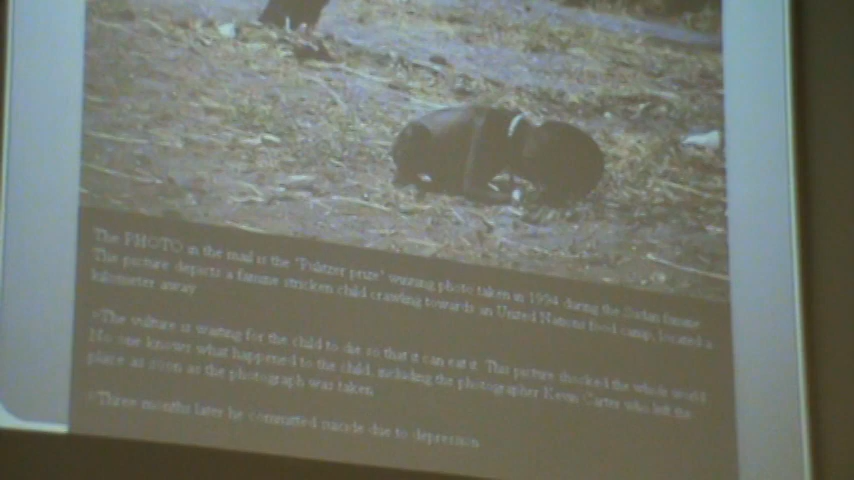 The PHOTO in the mail is the "Pulitzer prize" winning photo taken in 1994 during the Sudan famine
The picture depicts a famine stricken child crawling towards an United Nations food camp, located a
kilometer away
The vulture is waiting for the child to die so that it can eat it. This picture shocked the whole world
No one knows what happened to the child, including the photographer Kevin Carter who left the
place as soon as the photograph was taken
Three months later he committed suicide due to depression